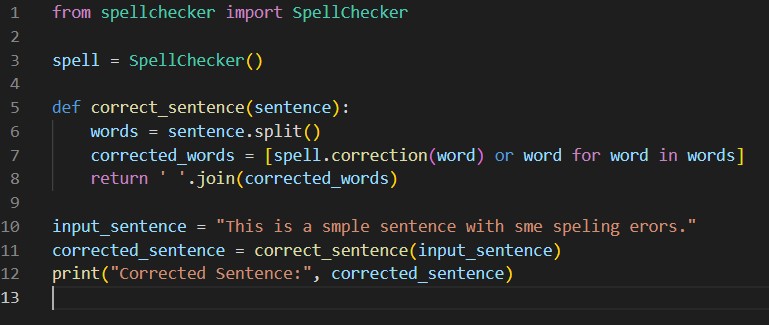 1 from spellchecker import SpellChecker
2
3 spell = SpellChecker()
4
5 def correct_sentence(sentence):
6     words = sentence.split()
7     corrected_words = [spell.correction(word) or word for word in words]
8     return ' '.join(corrected_words)
9
10 input_sentence = "This is a smple sentence with sme speling erors."
11 corrected_sentence = correct_sentence(input_sentence)
12 print("Corrected Sentence:", corrected_sentence)
13